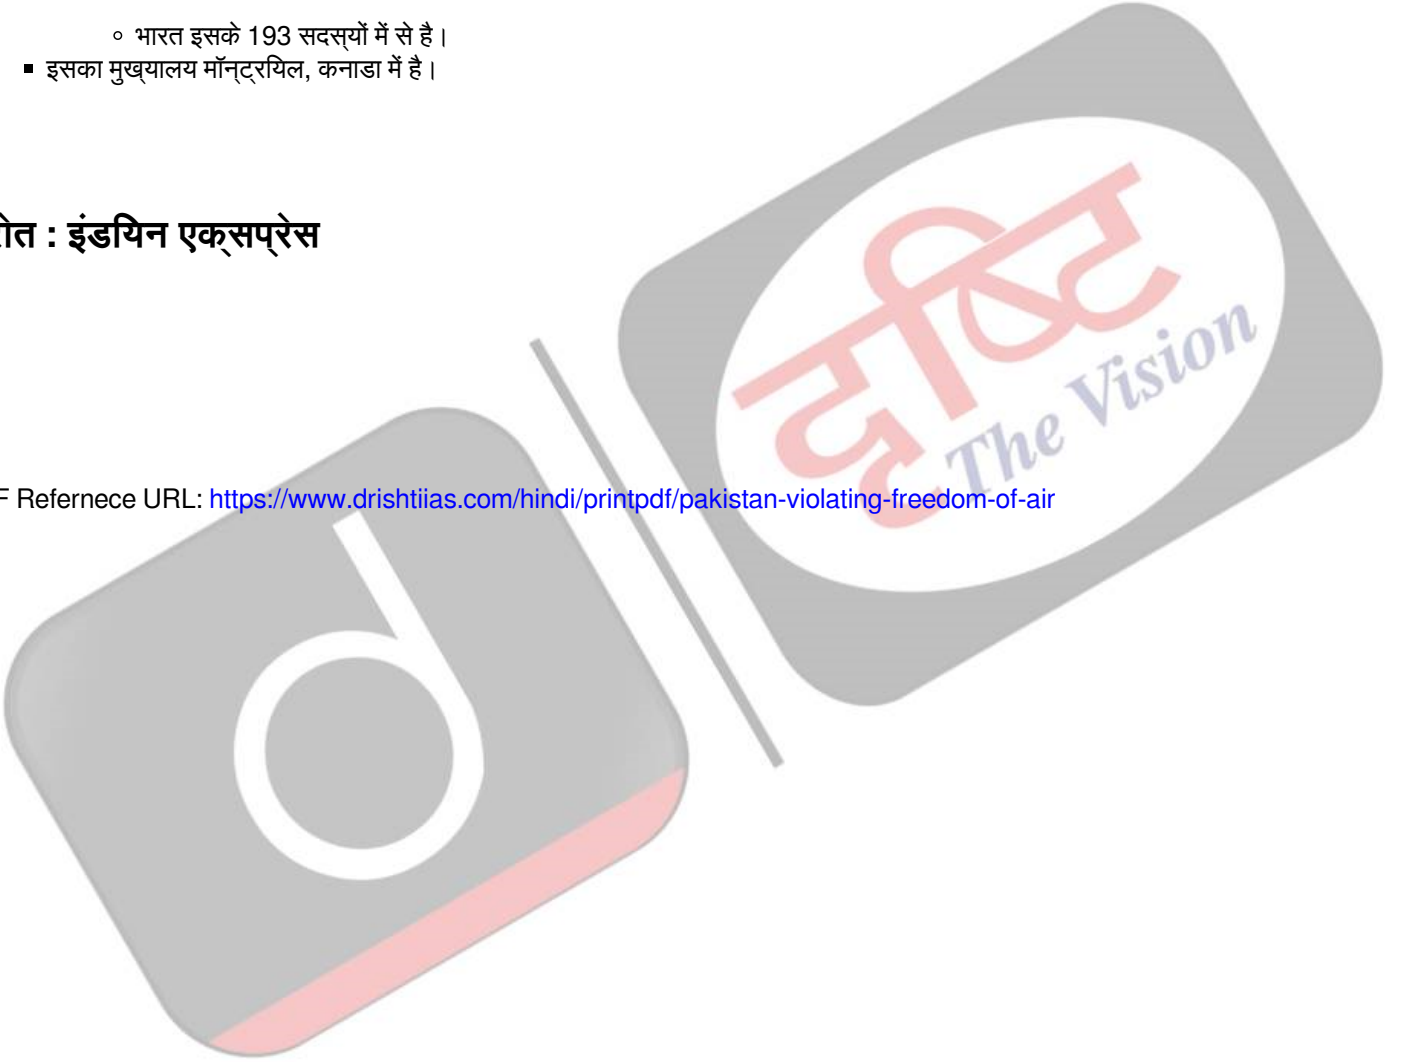 भारत इसके 193 सदस्यों में से है।
इसका मुख्यालय मॉन्ट्रियल, कनाडा में है।
रोत : इंडियन एक्सप्रेस
F Refernece URL: https://www.drishtiias.com/hindi/printpdf/pakistan-violating-freedom-of-air
दृष्टि
The Vision
d